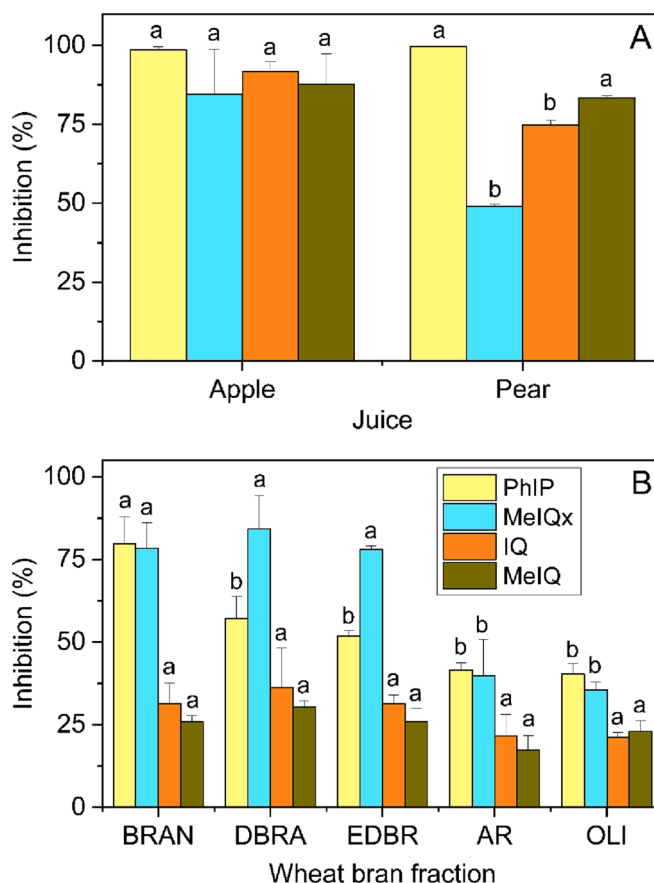 A
a
a
a
a
a
b
b
a
100
75
50
25
0
Inhibition (%)
Apple
Pear
Juice
B
PhIP
MeIQx
IQ
MeIQ
a
a
a
a
b
a
a
a
b
a
a
a
b
b
a
a
b
b
a
a
100
75
50
25
0
Inhibition (%)
BRAN
DBRA
EDBR
AR
OLI
Wheat bran fraction